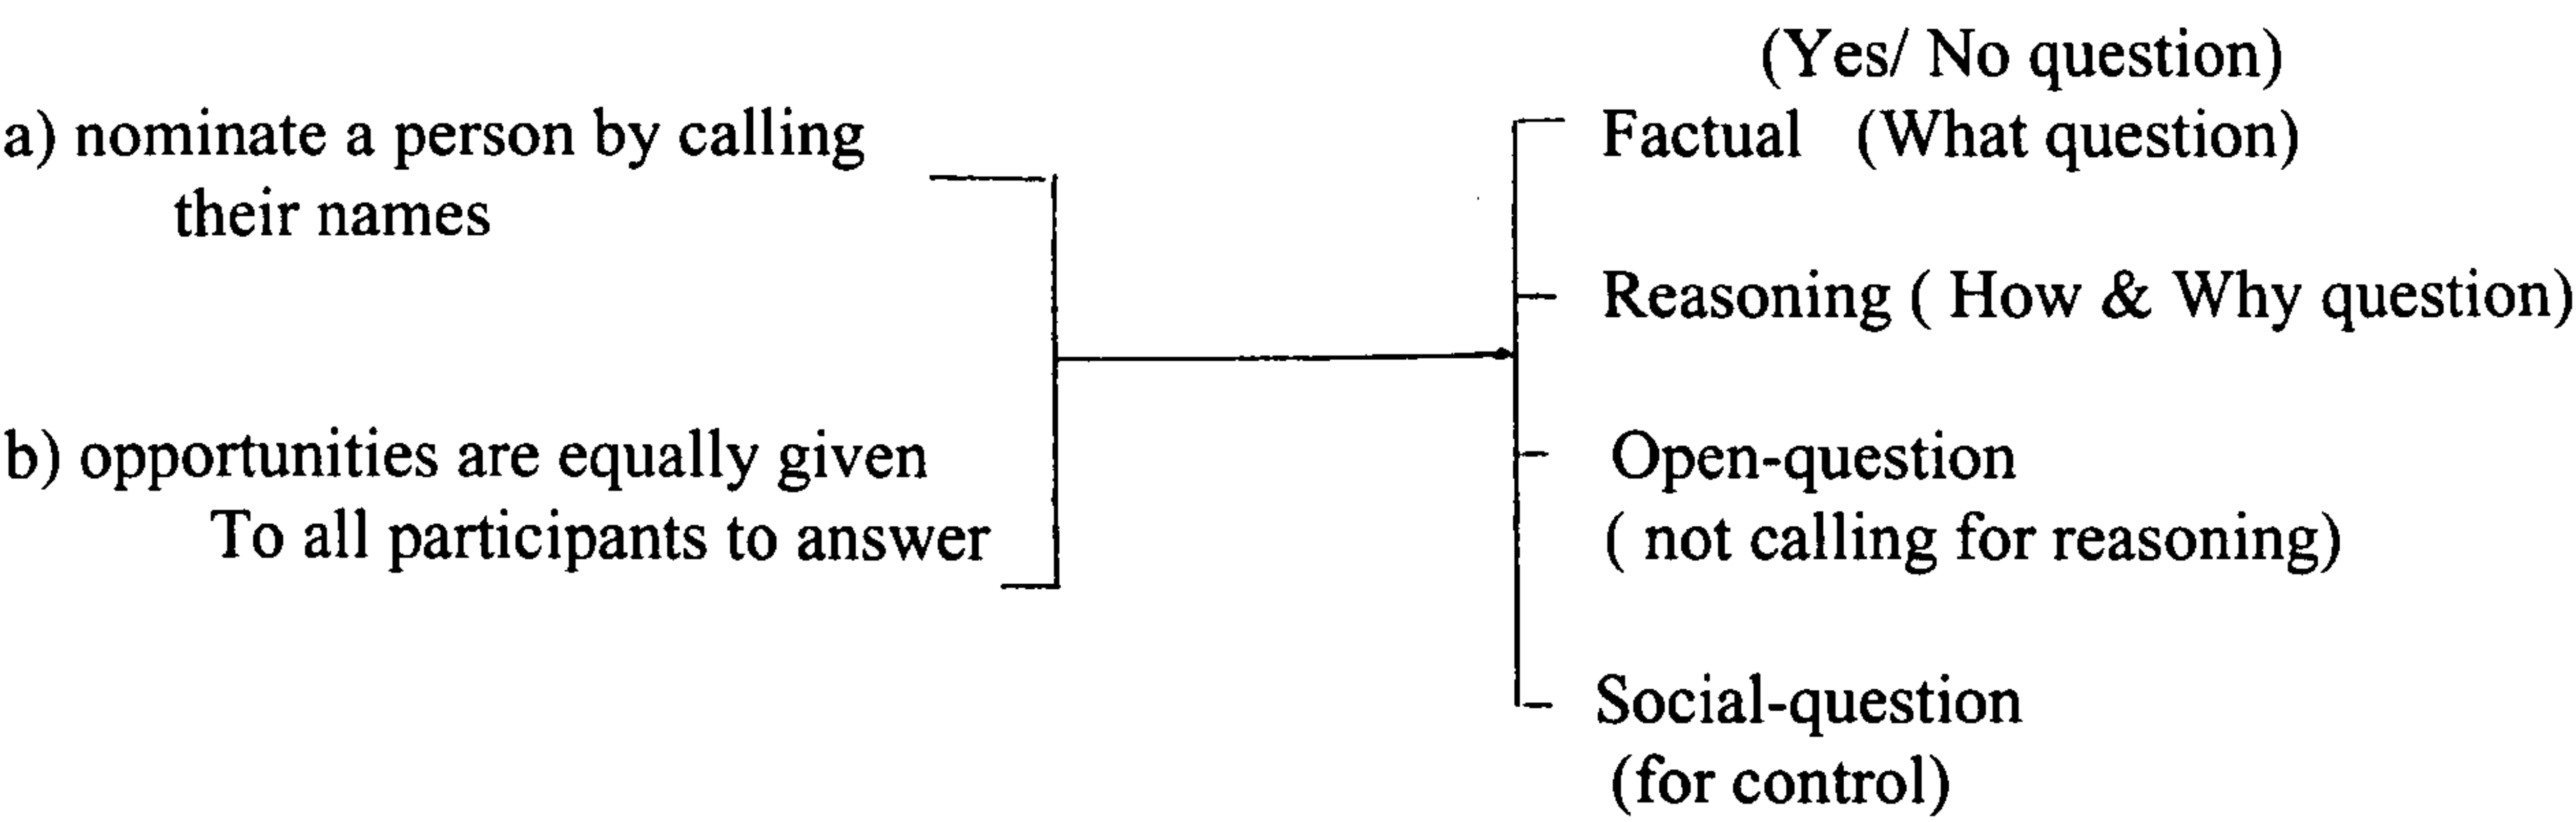 a) nominate a person by calling
their names
b) opportunities are equally given
To all participants to answer
(Yes/ No question)
Factual (What question)
Reasoning ( How & Why question)
Open-question
( not calling for reasoning)
Social-question
(for control)